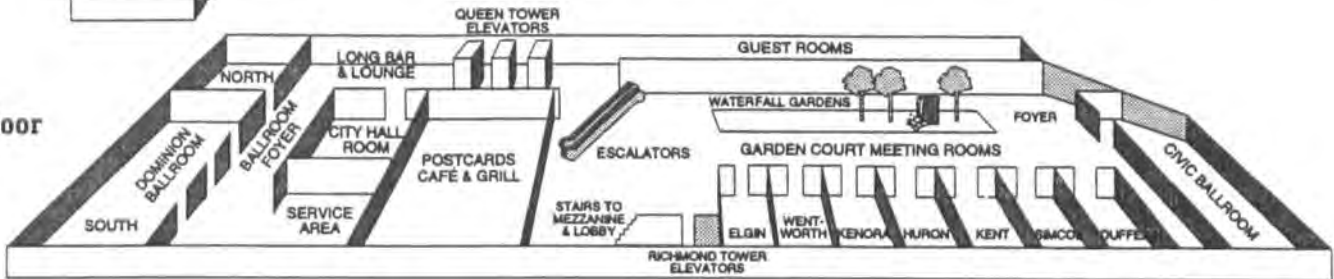 QUEEN TOWER
ELEVATORS
GUEST ROOMS
LONG BAR
& LOUNGE
NORTH
WATERFALL GARDENS
FOYER
oor
DOMINION
BALLROOM
BALLROOM
FOYER
CITY HALL
ROOM
POSTCARDS
CAFÉ & GRILL
ESCALATORS
GARDEN COURT MEETING ROOMS
CIVIC BALLROOM
SOUTH
SERVICE
AREA
STAIRS TO
MEZZANINE
& LOBBY
ELGIN
WENT-
WORTH
KENORA
HURON
KENT
SIMCOE
DUFFERIN
RICHMOND TOWER
ELEVATORS